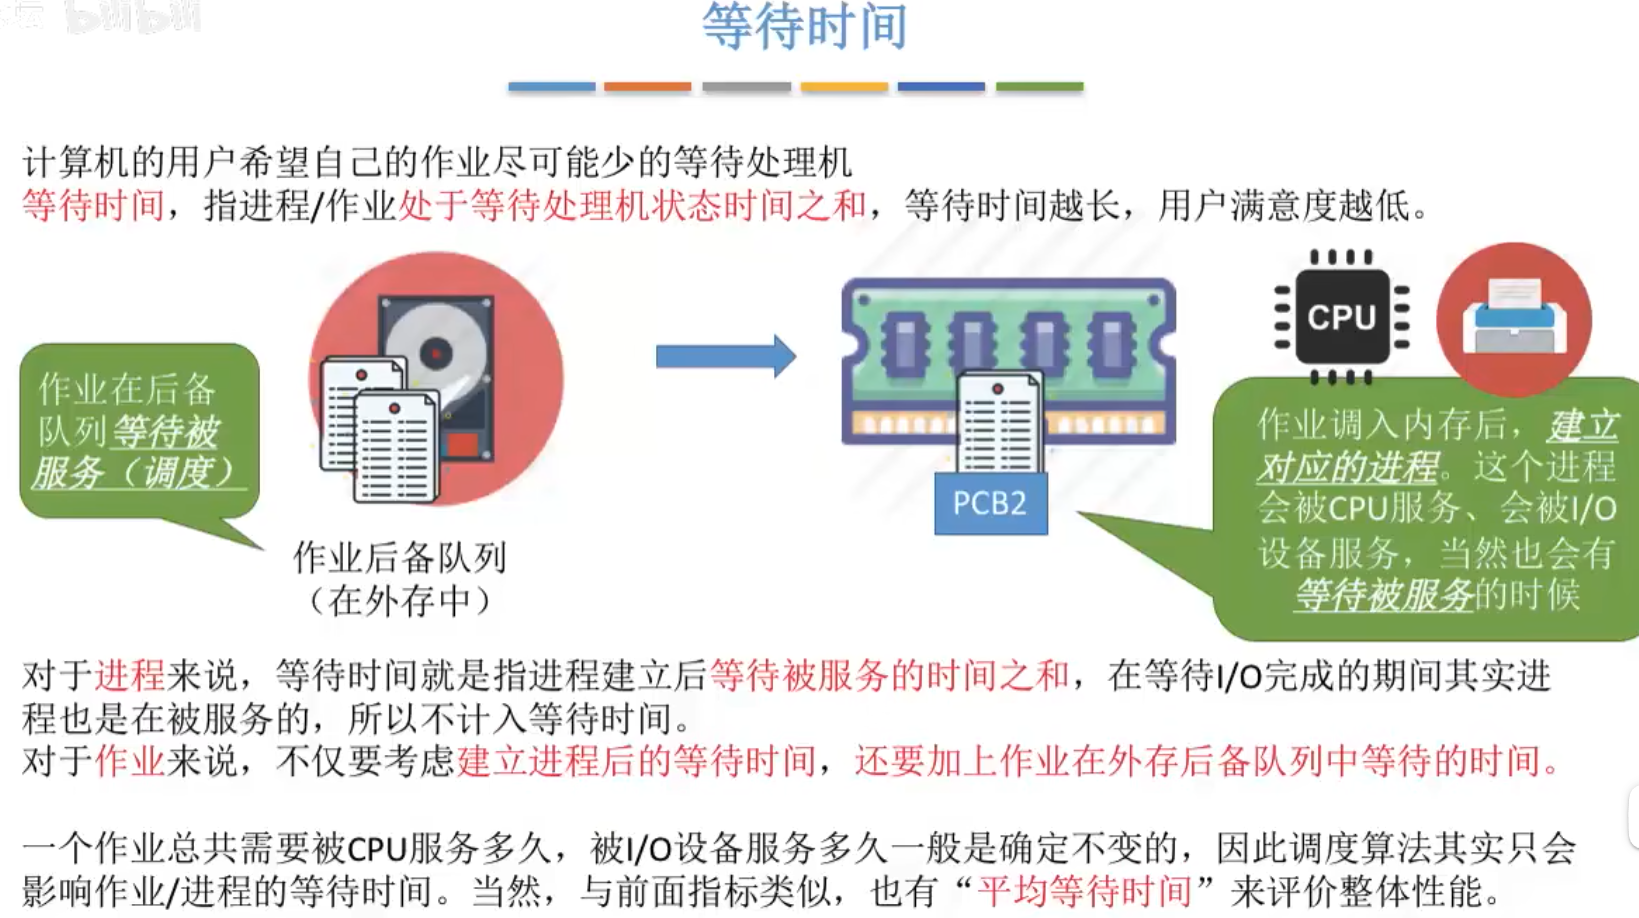 bilibili
等待时间
计算机的用户希望自己的作业尽可能少的等待处理机
等待时间，指进程/作业处于等待处理机状态时间之和，等待时间越长，用户满意度越低。
作业在后备
队列等待被
服务（调度）
作业后备队列
（在外存中）
PCB2
CPU
作业调入内存后，建立
对应的进程。这个进程
会被CPU服务、会被I/O
设备服务，当然也会有
等待被服务的时候
对于进程来说，等待时间就是指进程建立后等待被服务的时间之和，在等待I/O完成的期间其实进
程也是在被服务的，所以不计入等待时间。
对于作业来说，不仅要考虑建立进程后的等待时间，还要加上作业在外存后备队列中等待的时间。
一个作业总共需要被CPU服务多久，被I/O设备服务多久一般是确定不变的，因此调度算法其实只会
影响作业/进程的等待时间。当然，与前面指标类似，也有“平均等待时间”来评价整体性能。